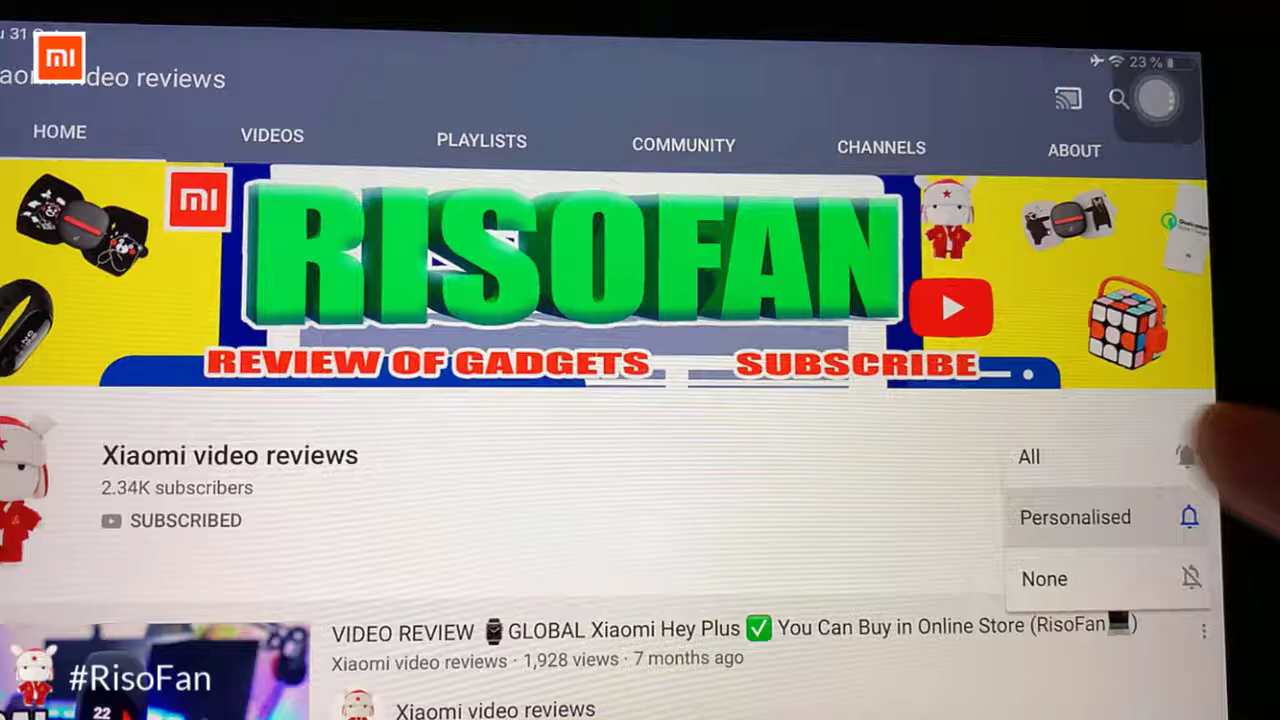 31
mi
video reviews
23 %
HOME
VIDEOS
PLAYLISTS
COMMUNITY
CHANNELS
ABOUT
mi
RISOFAN
REVIEW OF GADGETS
SUBSCRIBE
Xiaomi video reviews
2.34K subscribers
SUBSCRIBED
All
Personalised
None
VIDEO REVIEW ⌚ GLOBAL Xiaomi Hey Plus ✅ You Can Buy in Online Store (RisoFan💻)
Xiaomi video reviews · 1,928 views · 7 months ago
#RisoFan
22
Xiaomi video reviews